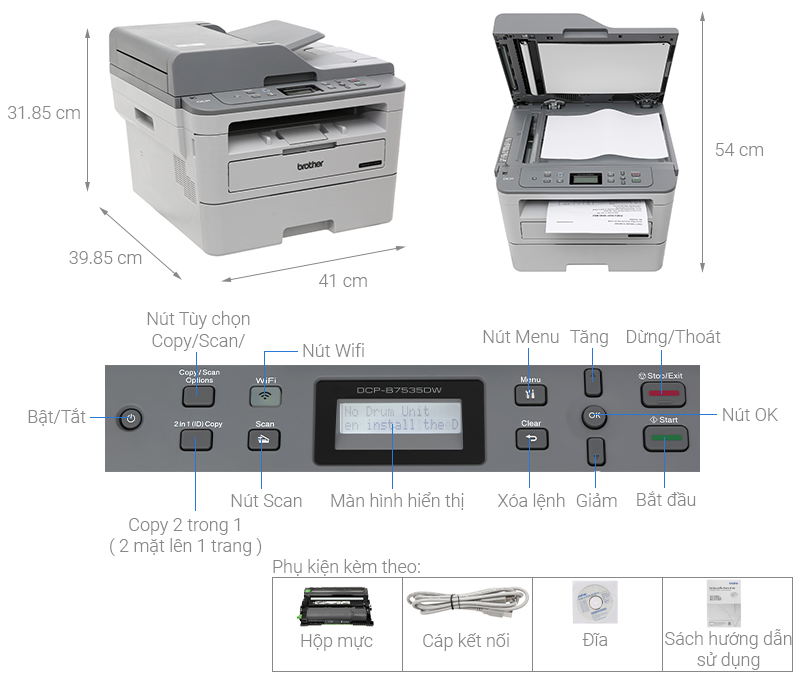 31.85 cm
39.85 cm
41 cm
54 cm
brother
Nút Tùy chọn
Copy/Scan/
Nút Wifi
Nút Menu
Tăng
Dừng/Thoát
Copy/Scan
Options
WiFi
DCP-B7535DW
Menu
Stop/Exit
Bật/Tắt
No Drum Unit
en install the D
OK
Nút OK
2 in 1 (ID) Copy
Scan
Clear
Start
Nút Scan
Màn hình hiển thị
Xóa lệnh
Giảm
Bắt đầu
Copy 2 trong 1
( 2 mặt lên 1 trang )
Phụ kiện kèm theo:
Hộp mực
Cáp kết nối
Đĩa
Sách hướng dẫn
sử dụng